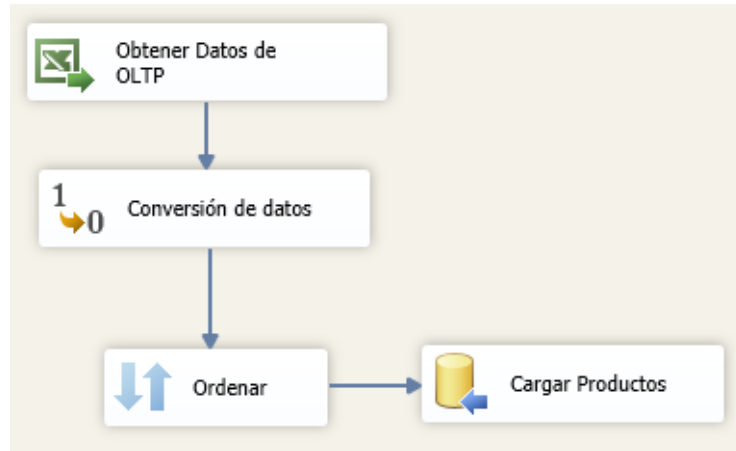 Obtener Datos de
OLTP
1
0
Conversión de datos
Ordenar
Cargar Productos